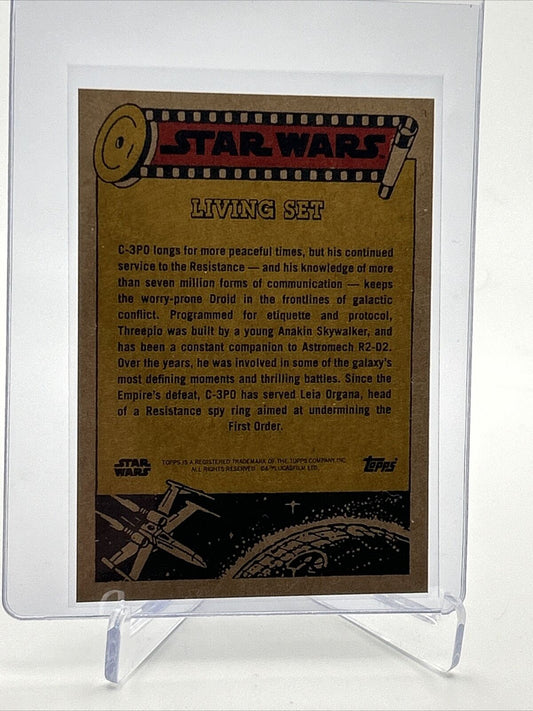 STAR WARS
LIVING SET
C-3PO longs for more peaceful times, but his continued
service to the Resistance — and his knowledge of more
than seven million forms of communication — keeps
the worry-prone Droid in the frontlines of galactic
conflict. Programmed for etiquette and protocol,
Threepio was built by a young Anakin Skywalker, and
has been a constant companion to Astromech R2-D2.
Over the years, he was involved in some of the galaxy's
most defining moments and thrilling battles. Since the
Empire's defeat, C-3PO has served Leia Organa, head
of a Resistance spy ring aimed at undermining the
First Order.
STAR
WARS
TOPPS IS A REGISTERED TRADEMARK OF THE TOPPS COMPANY, INC.
ALL RIGHTS RESERVED. ©&™ LUCASFILM LTD.
topps